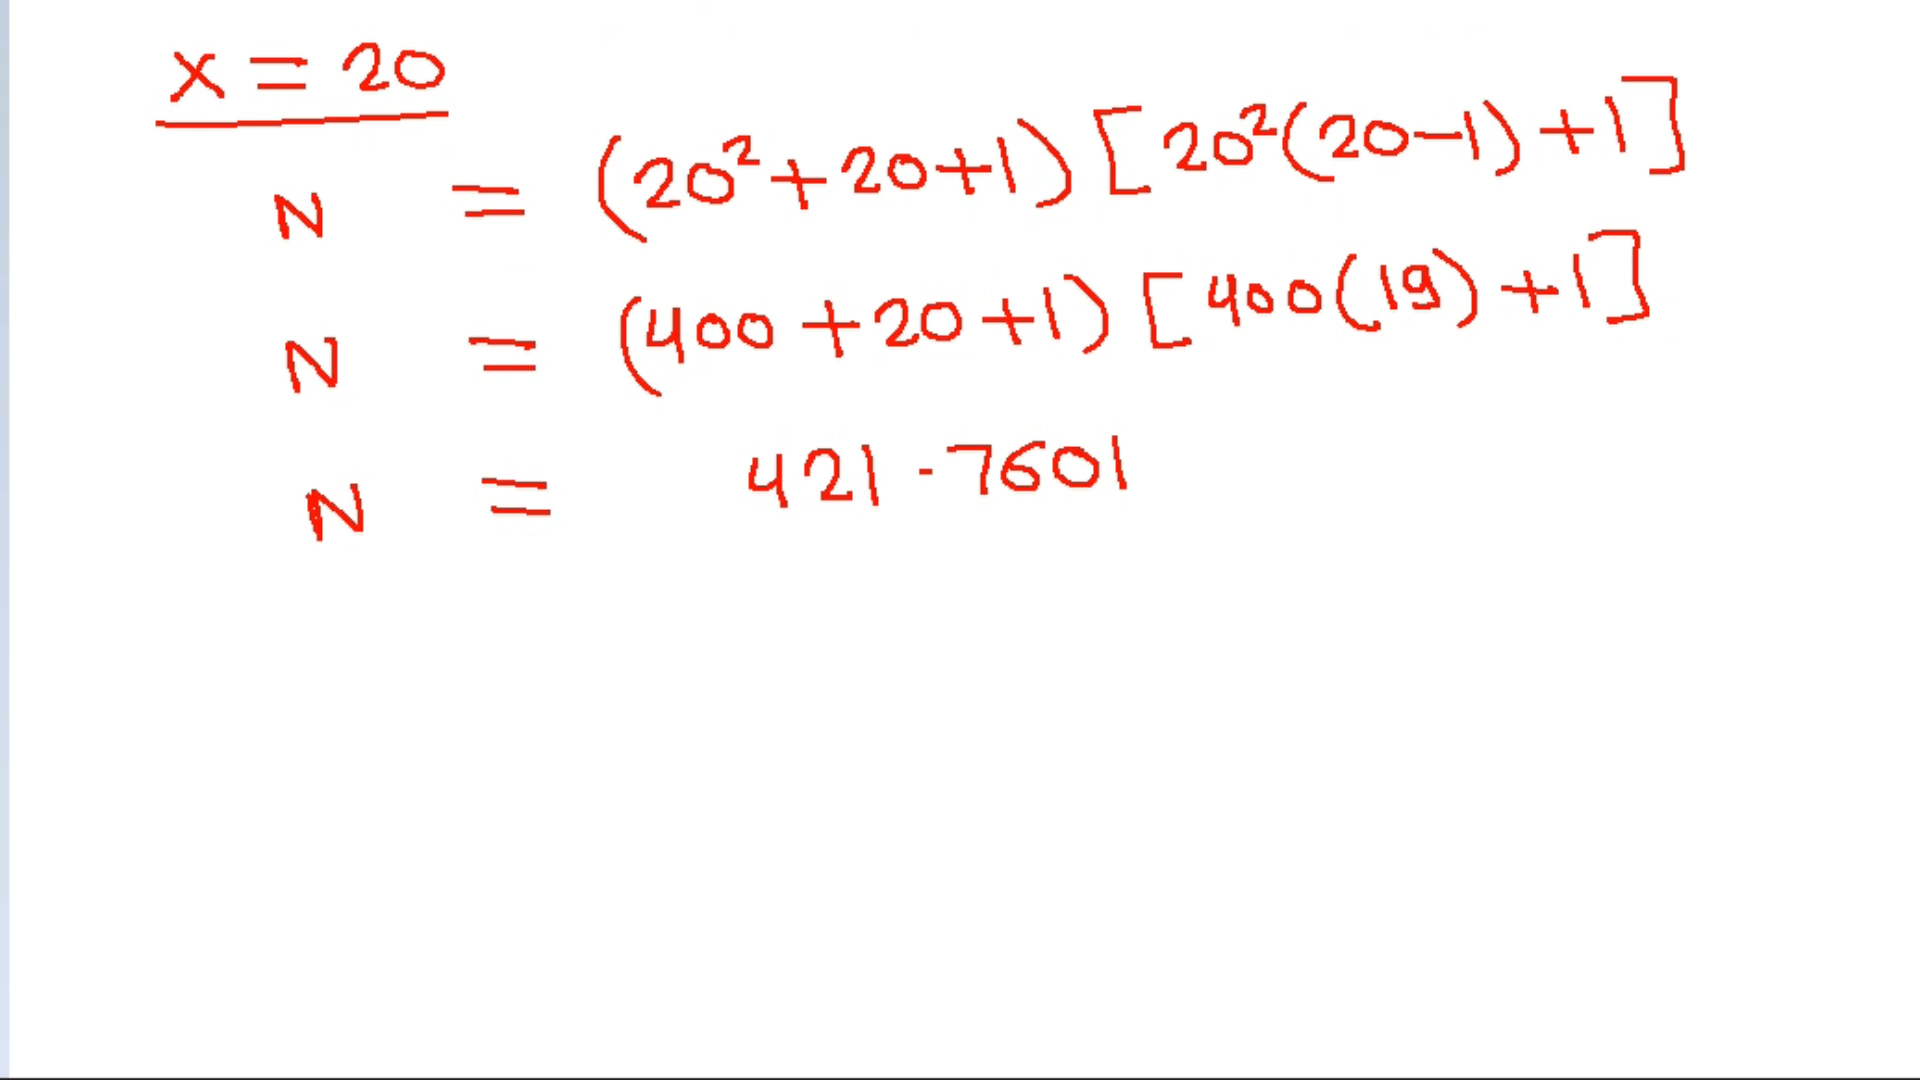 x = 20
N = (20²+20+1)[20²(20-1)+1]
N = (400+20+1)[400(19)+1]
N = 421·7601